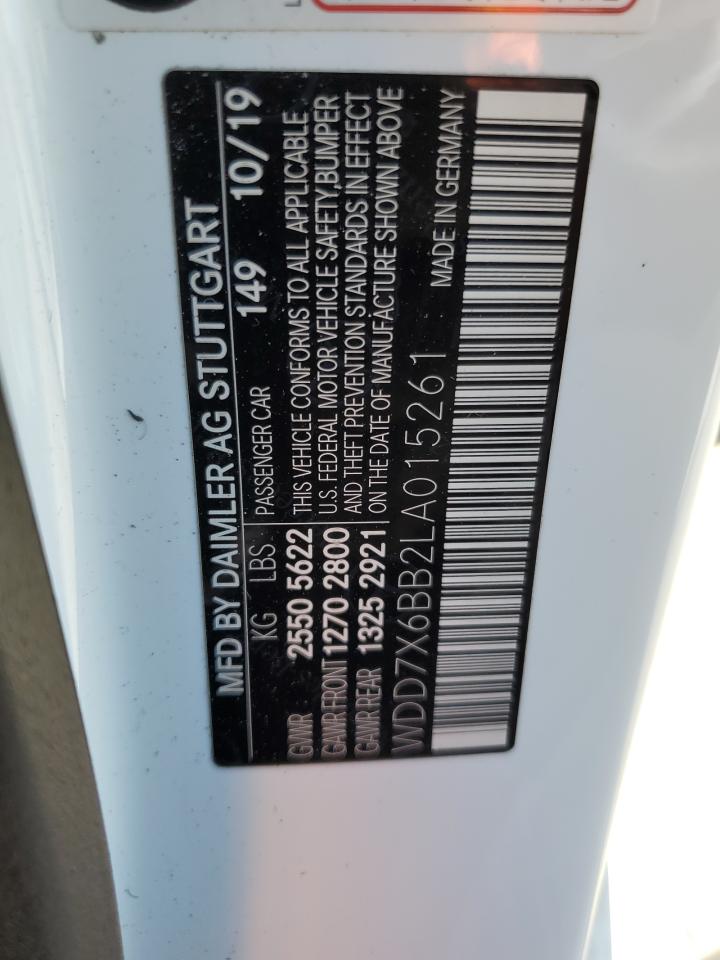 MFD BY DAIMLER AG STUTTGART
149 10/19
KG LBS PASSENGER CAR
GVWR 2550 5622 THIS VEHICLE CONFORMS TO ALL APPLICABLE
GAWR FRONT 1270 2800 U.S. FEDERAL MOTOR VEHICLE SAFETY,BUMPER
AND THEFT PREVENTION STANDARDS IN EFFECT
GAWR REAR 1325 2921 ON THE DATE OF MANUFACTURE SHOWN ABOVE
WDD7X6BB2LA015261 MADE IN GERMANY